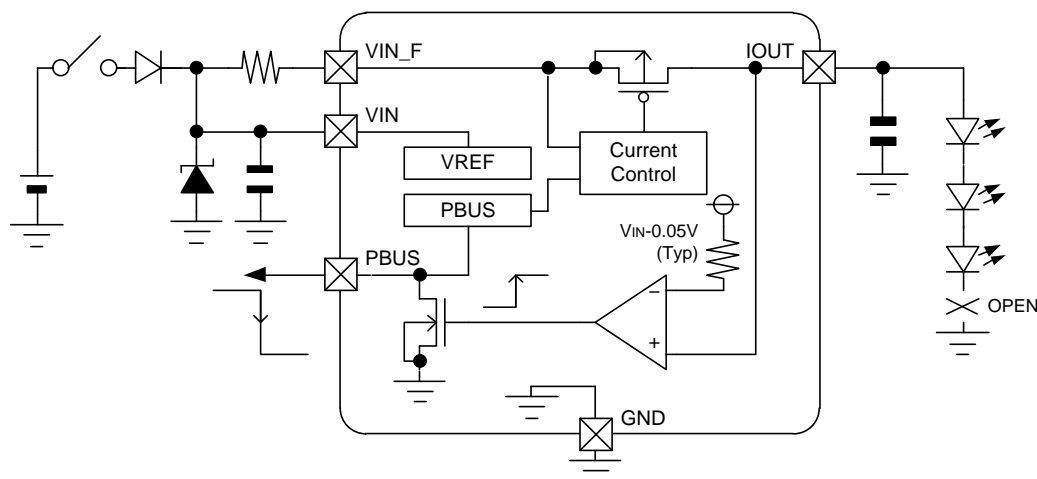 VIN_F
IOUT
VIN
VREF
Current
Control
PBUS
VIN-0.05V
(Typ)
PBUS
−
+
OPEN
GND